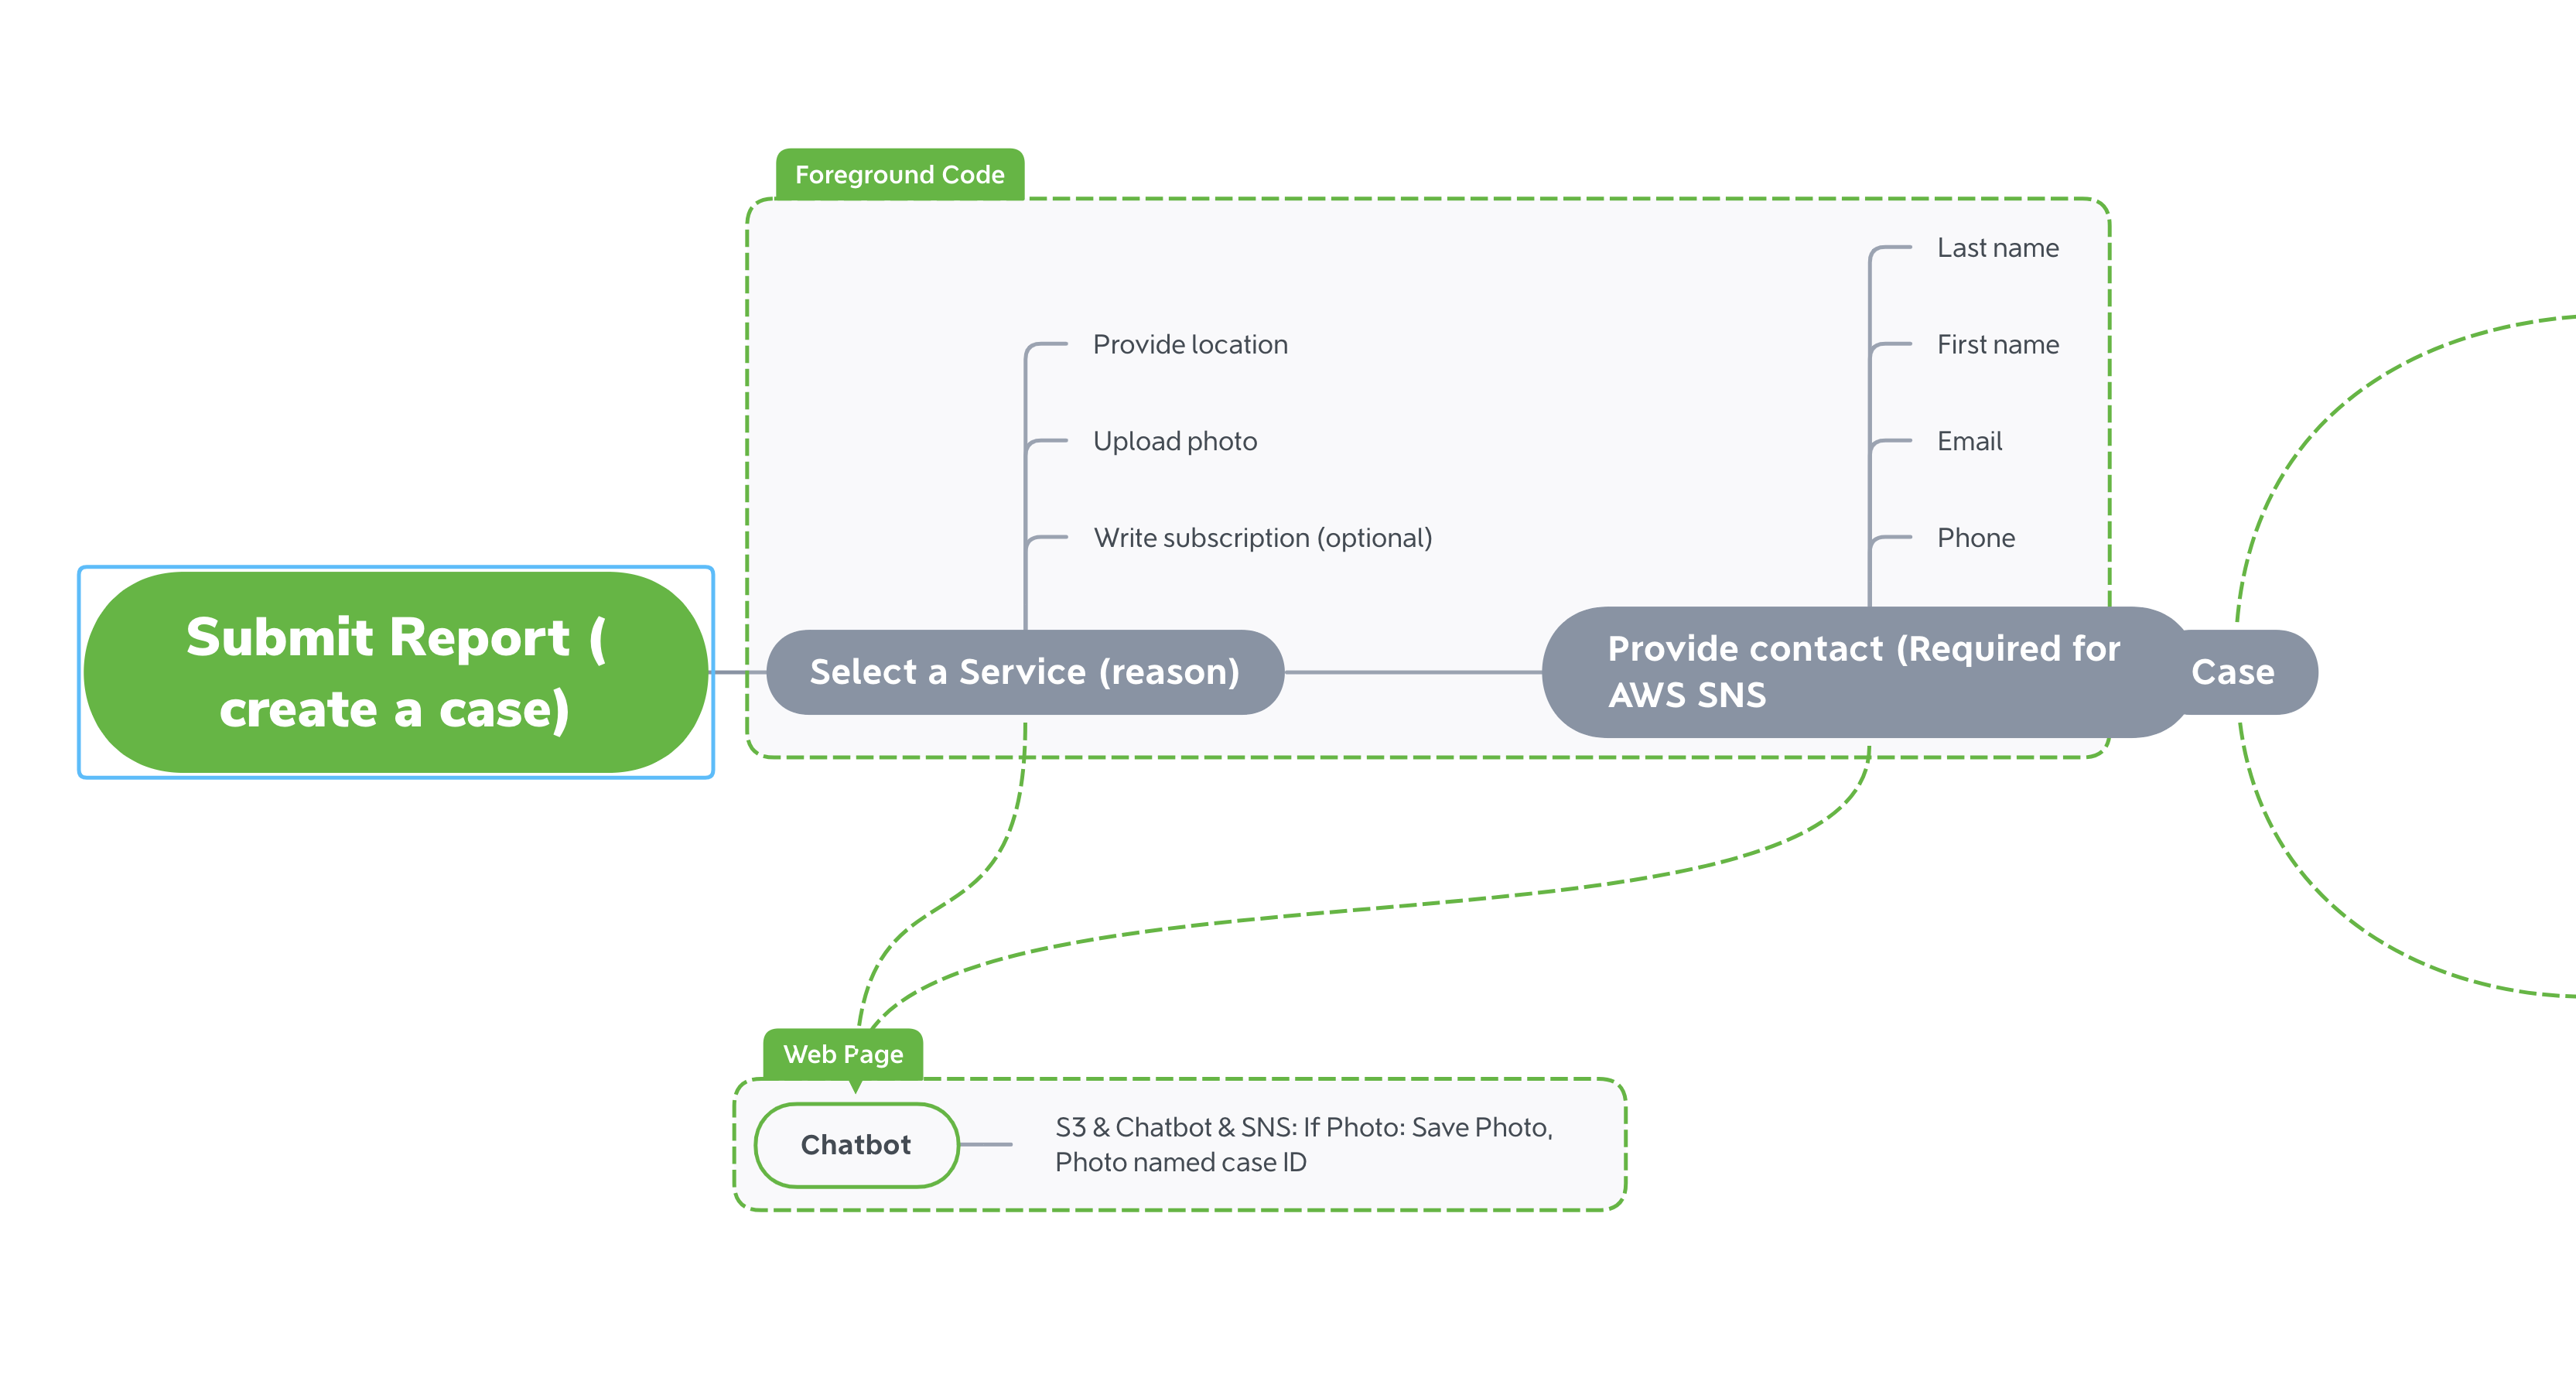 Foreground Code
Last name
Provide location
First name
Upload photo
Email
Write subscription (optional)
Phone
Submit Report (
create a case)
Select a Service (reason)
Provide contact (Required for
AWS SNS
Case
Web Page
Chatbot
S3 & Chatbot & SNS: If Photo: Save Photo,
Photo named case ID